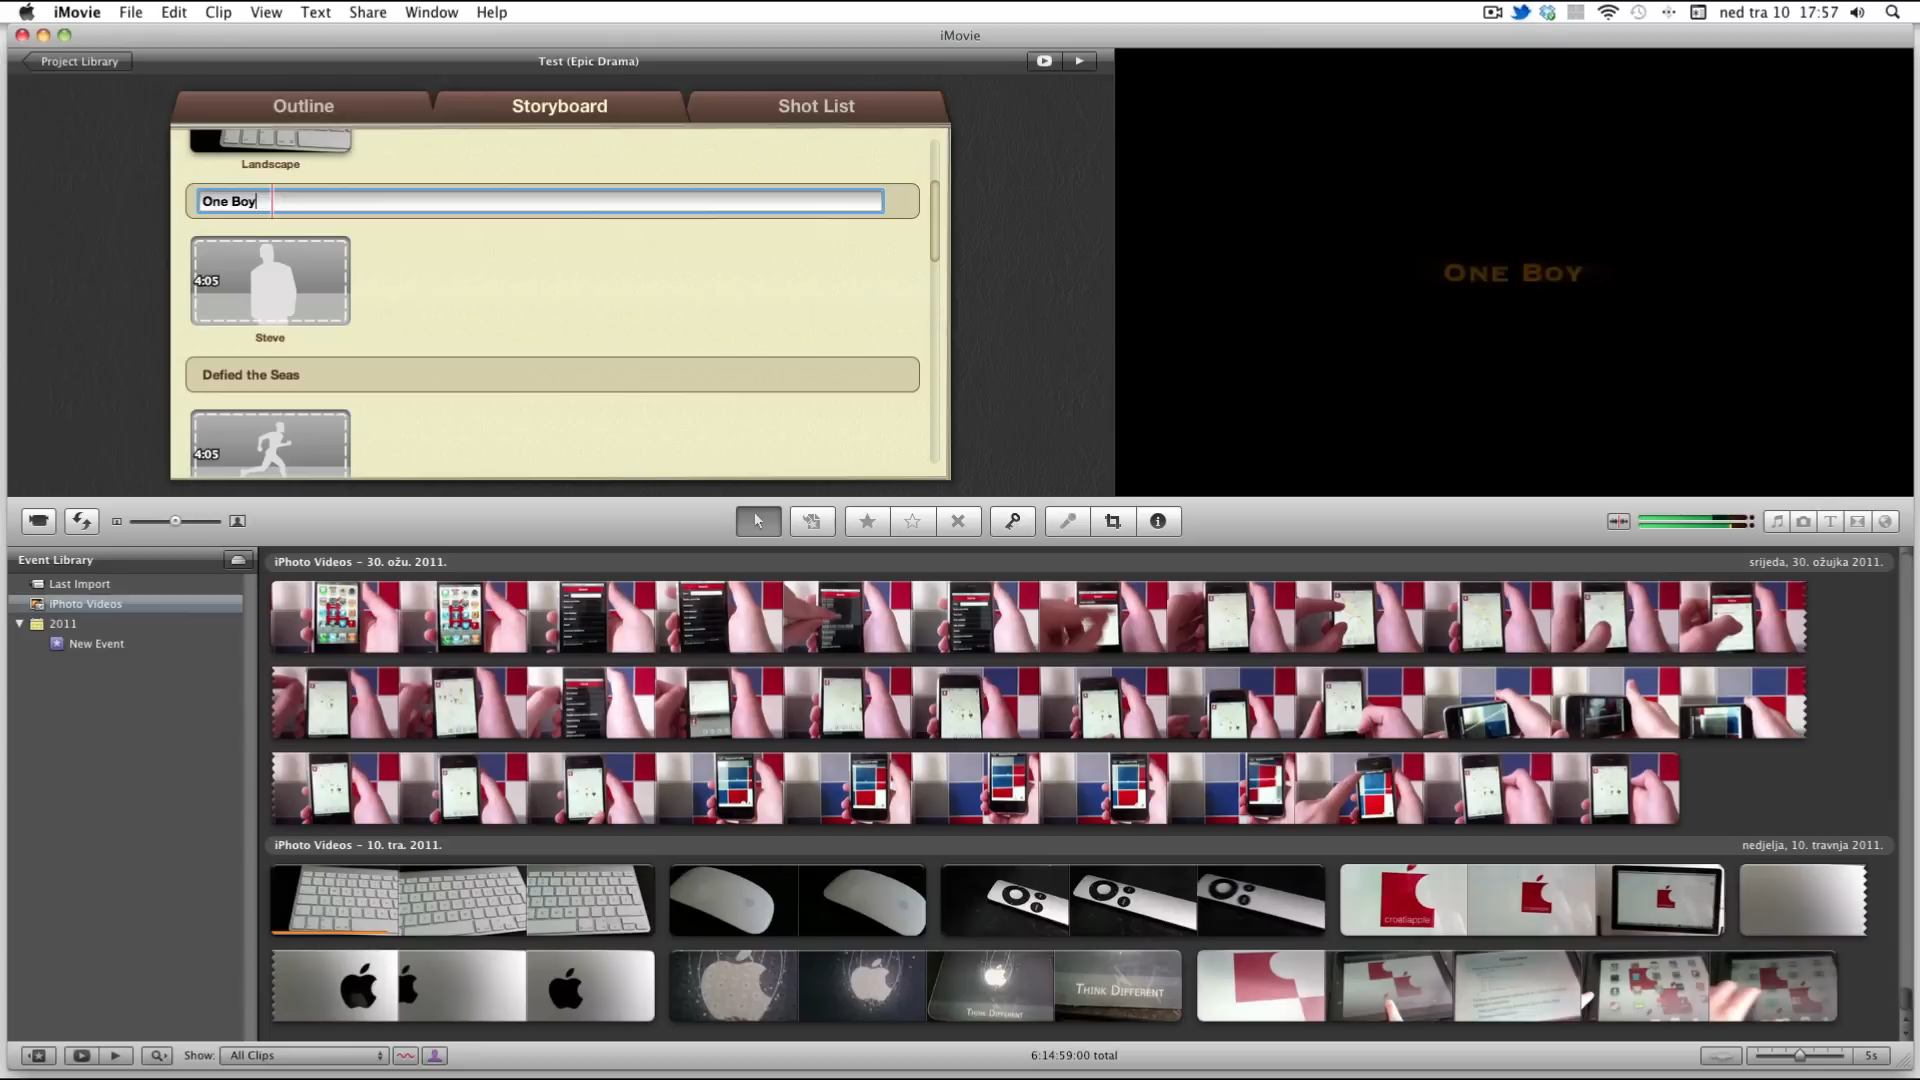 iMovie File Edit Clip View Text Share Window Help
ned tra 10 17:57
iMovie
Project Library
Test (Epic Drama)
Outline
Storyboard
Shot List
Landscape
One Boy
4:05
Steve
Defied the Seas
4:05
One Boy
Event Library
Last Import
iPhoto Videos
2011
New Event
iPhoto Videos – 30. ožu. 2011.
srijeda, 30. ožujka 2011.
iPhoto Videos – 10. tra. 2011.
nedjelja, 10. travnja 2011.
croatiapple
Think Different
Think Different
Show: All Clips
6:14:59:00 total
5s